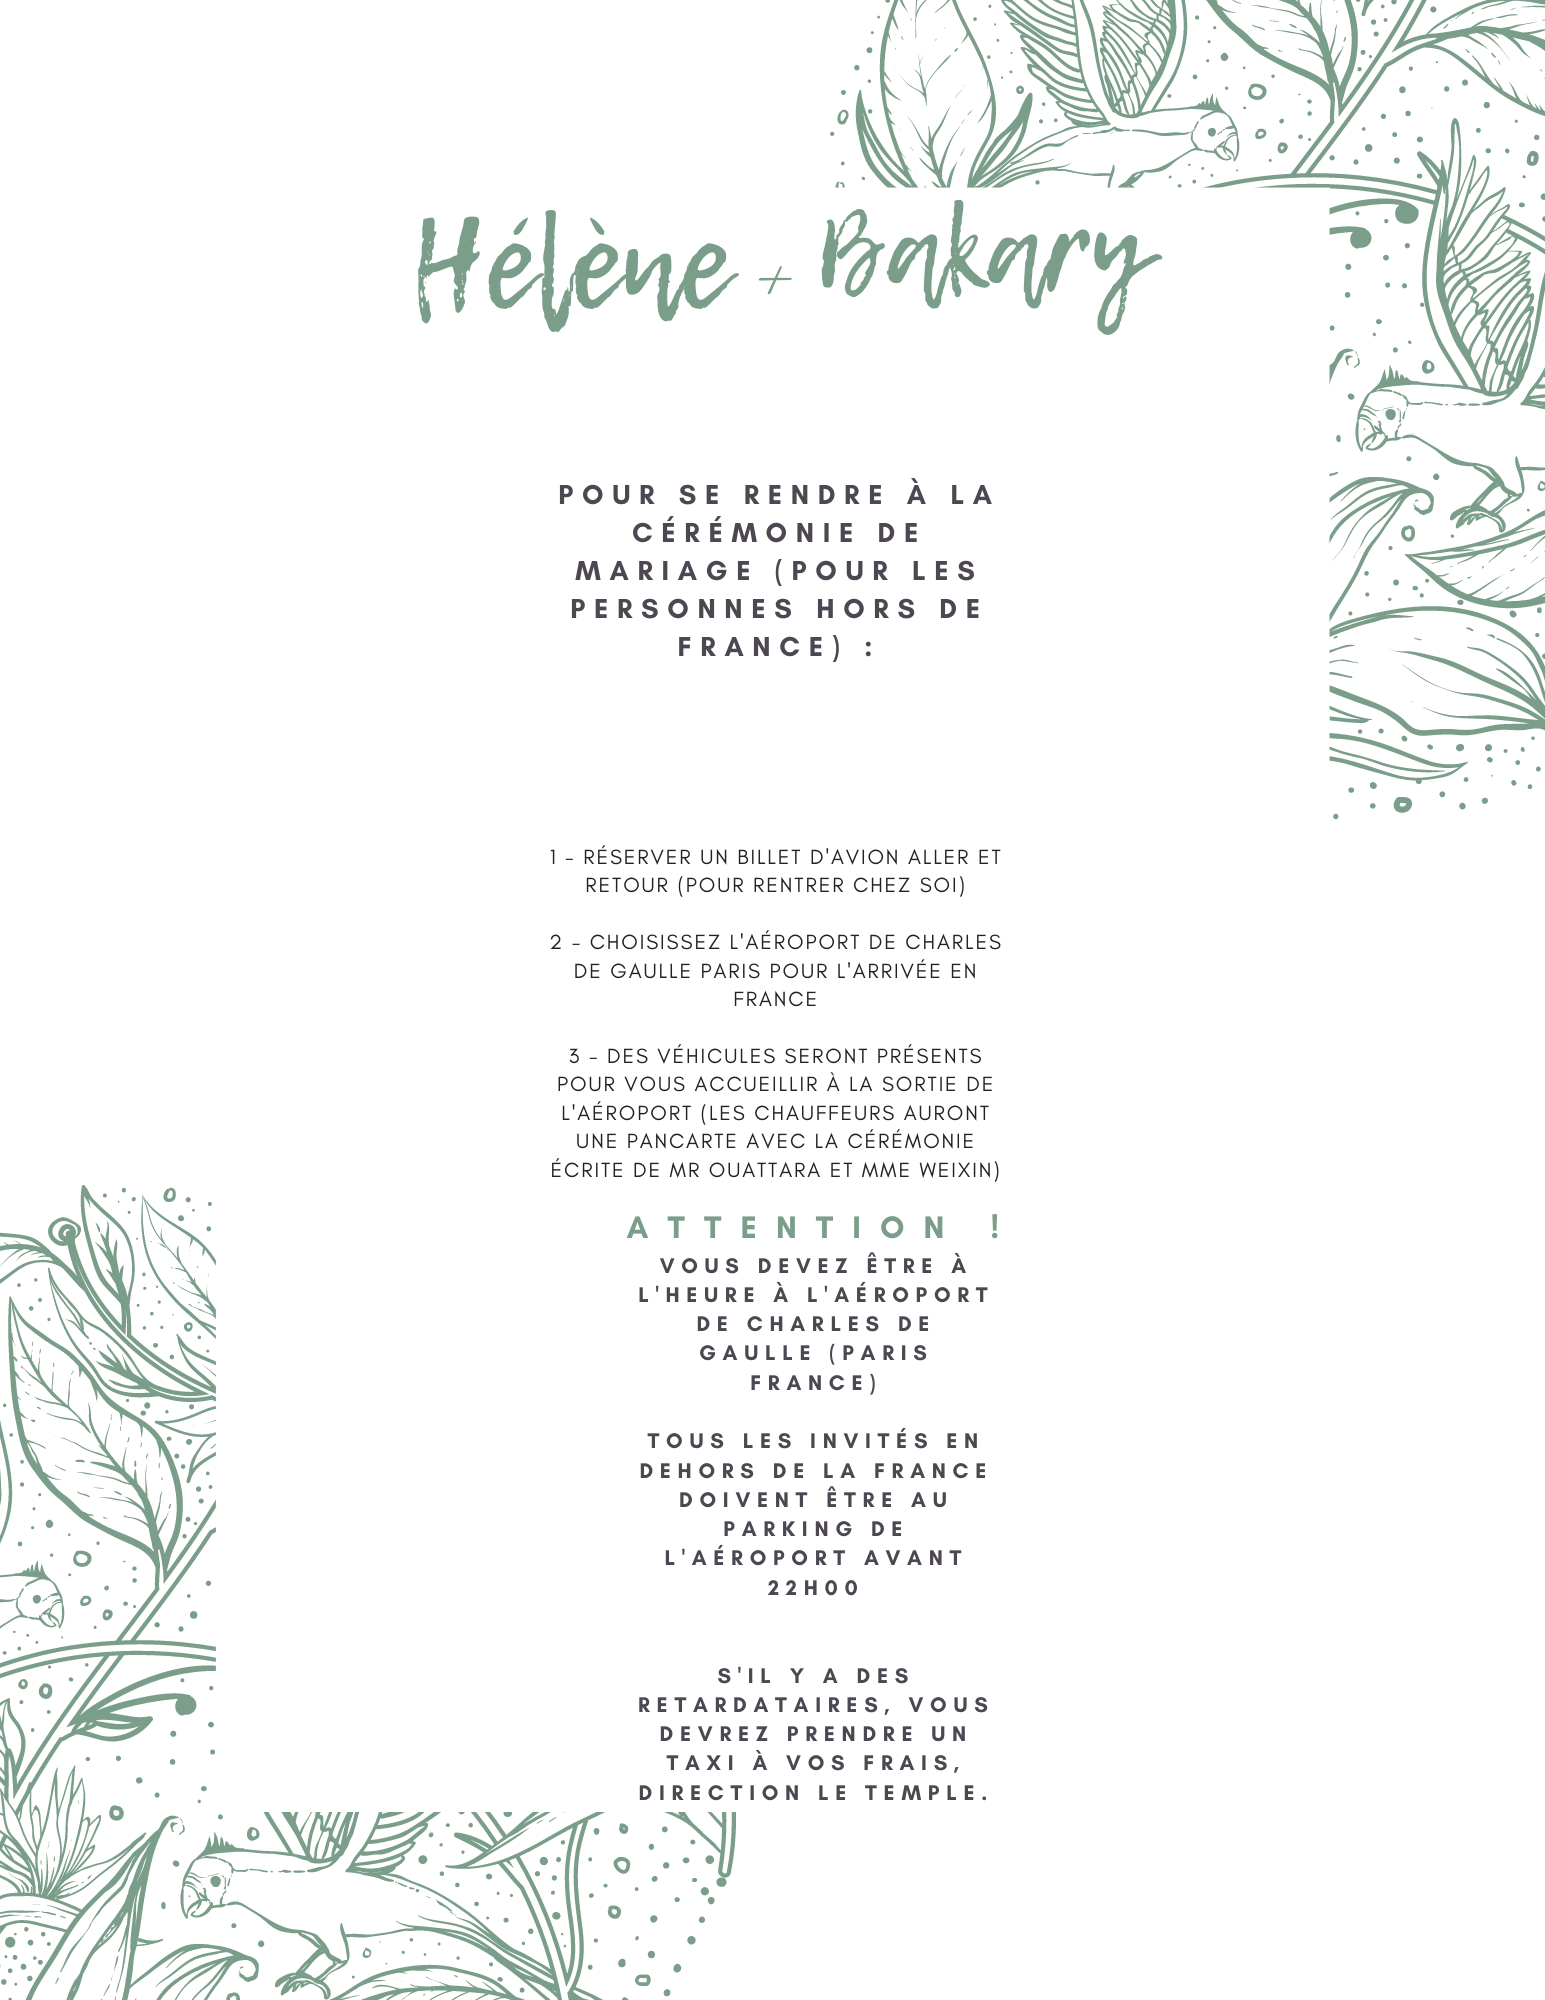 Hélène + Bakary
POUR SE RENDRE À LA
CÉRÉMONIE DE
MARIAGE (POUR LES
PERSONNES HORS DE
FRANCE) :
1 - RÉSERVER UN BILLET D'AVION ALLER ET
RETOUR (POUR RENTRER CHEZ SOI)
2 - CHOISISSEZ L'AÉROPORT DE CHARLES
DE GAULLE PARIS POUR L'ARRIVÉE EN
FRANCE
3 - DES VÉHICULES SERONT PRÉSENTS
POUR VOUS ACCUEILLIR À LA SORTIE DE
L'AÉROPORT (LES CHAUFFEURS AURONT
UNE PANCARTE AVEC LA CÉRÉMONIE
ÉCRITE DE MR OUATTARA ET MME WEIXIN)
ATTENTION !
VOUS DEVEZ ÊTRE À
L'HEURE À L'AÉROPORT
DE CHARLES DE
GAULLE (PARIS
FRANCE)
TOUS LES INVITÉS EN
DEHORS DE LA FRANCE
DOIVENT ÊTRE AU
PARKING DE
L'AÉROPORT AVANT
22H00
S'IL Y A DES
RETARDATAIRES, VOUS
DEVREZ PRENDRE UN
TAXI À VOS FRAIS,
DIRECTION LE TEMPLE.